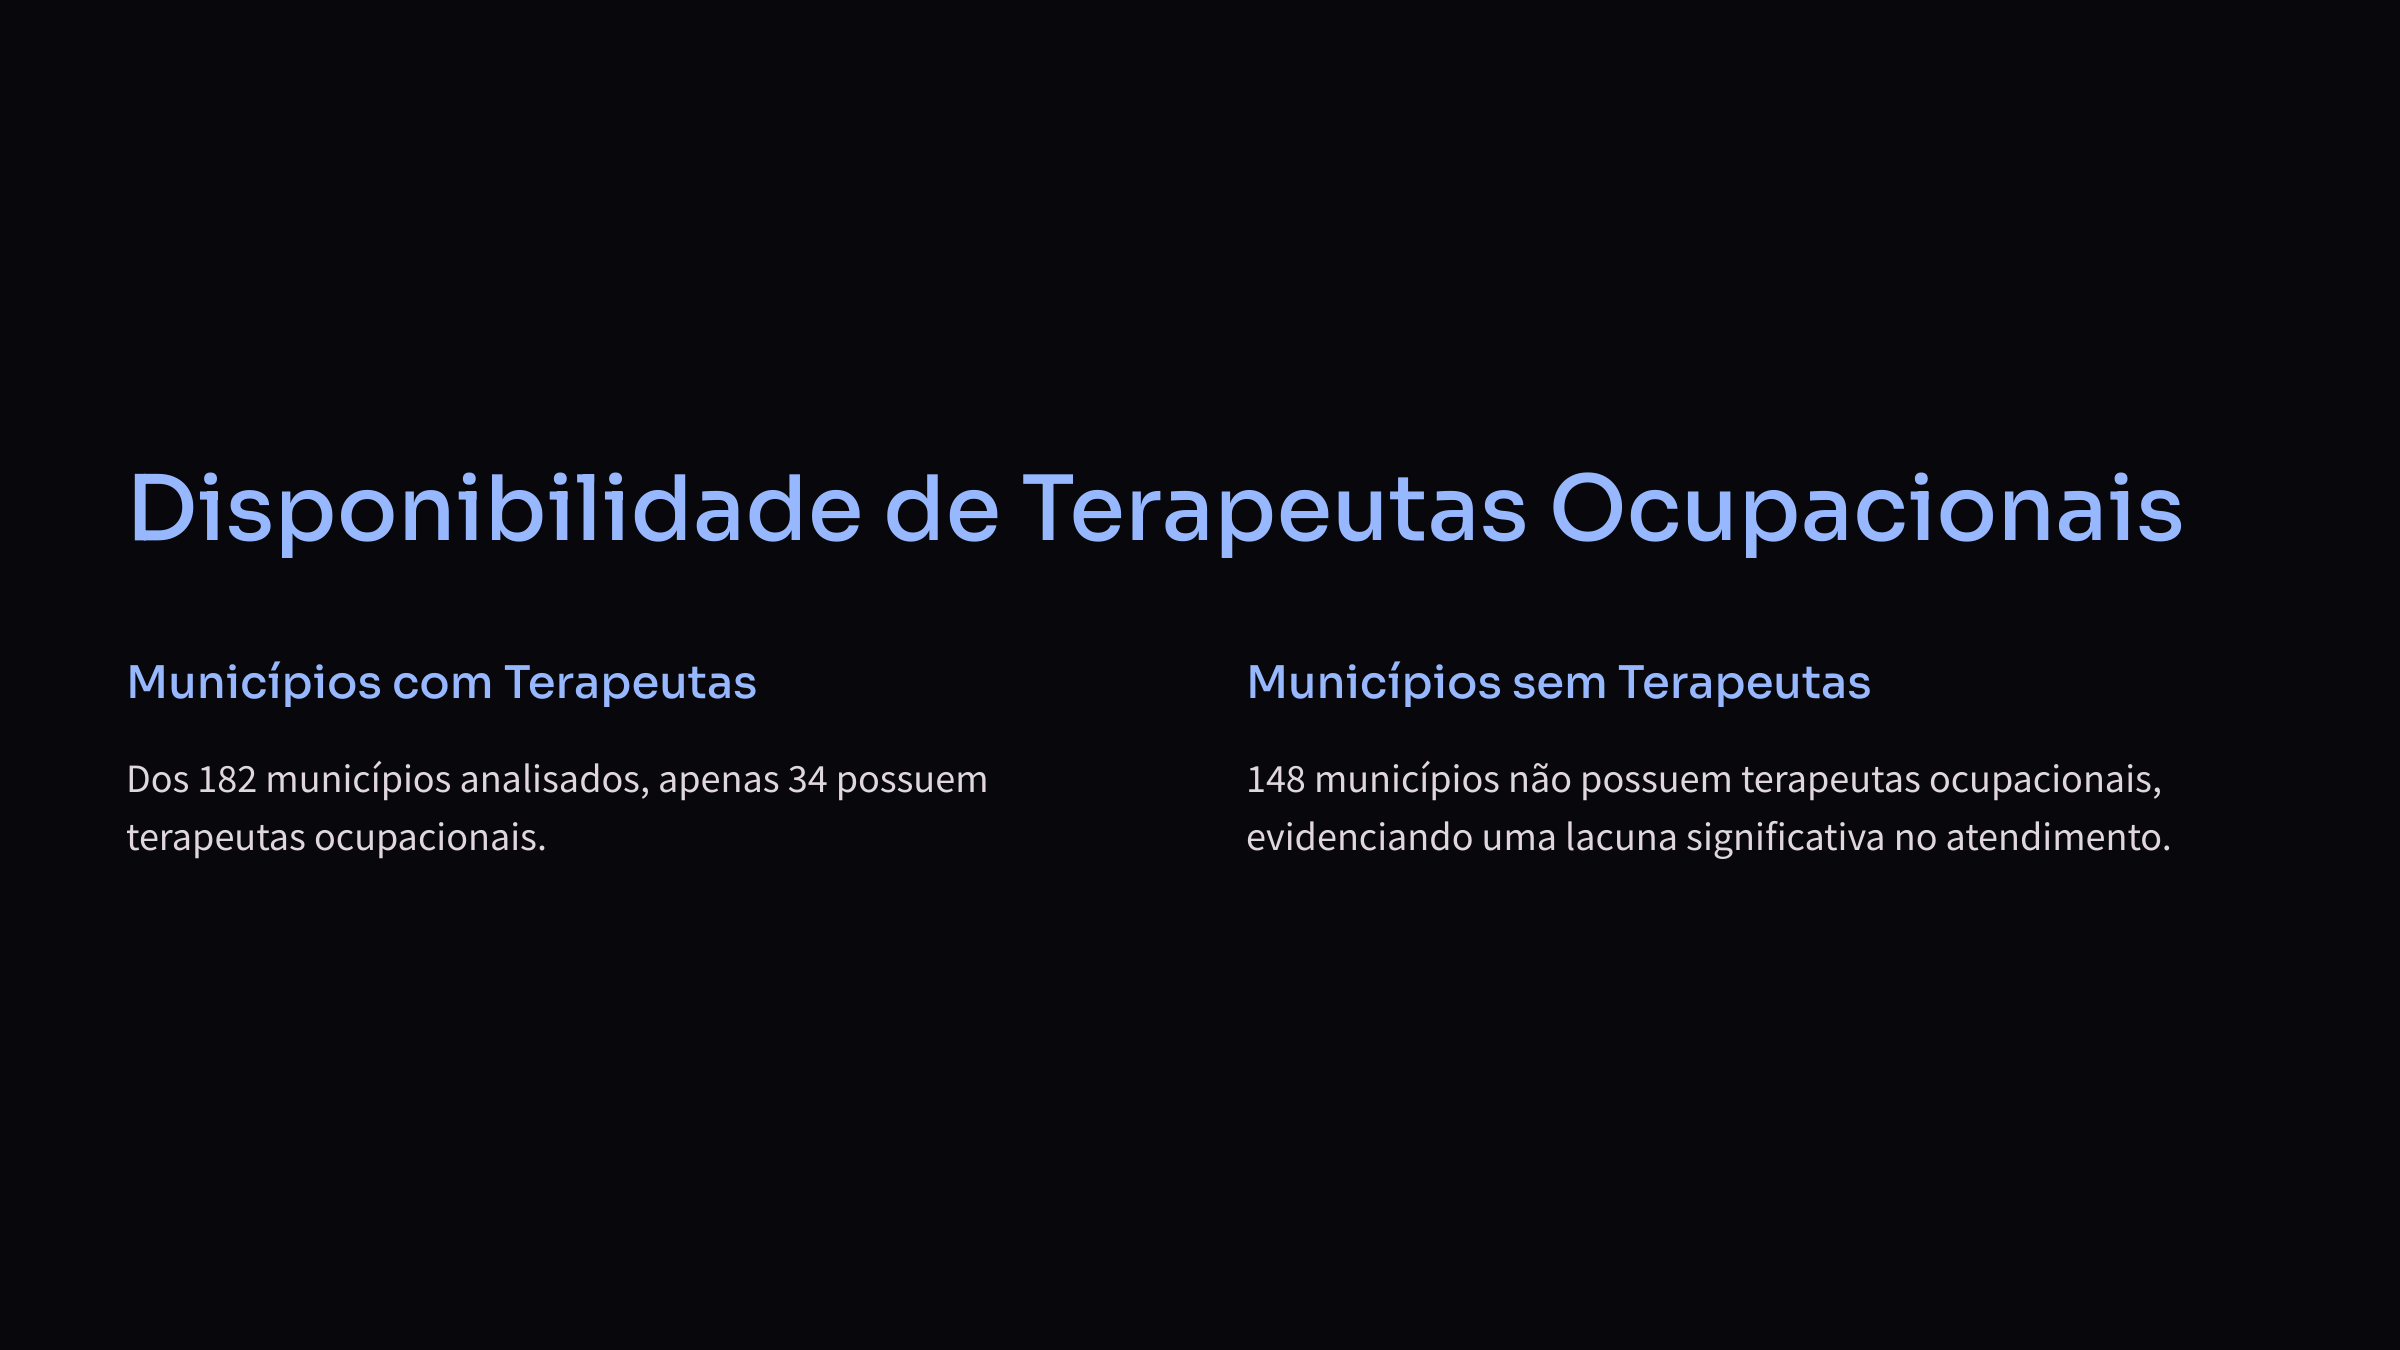 Disponibilidade de Terapeutas Ocupacionais
Municípios com Terapeutas
Dos 182 municípios analisados, apenas 34 possuem
terapeutas ocupacionais.
Municípios sem Terapeutas
148 municípios não possuem terapeutas ocupacionais,
evidenciando uma lacuna significativa no atendimento.